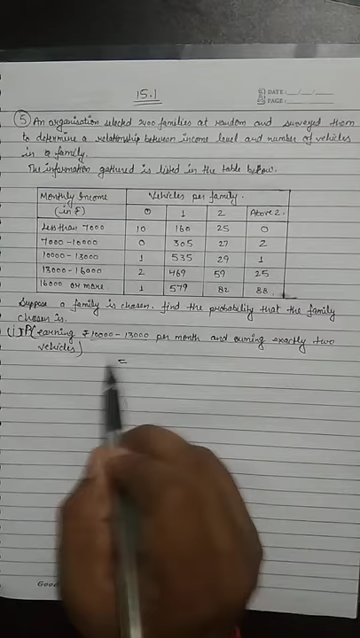 15.1
DATE: __/__/__
PAGE:
(5) An organisation selected 2400 families at random and surveyed them
to determine a relationship between income level and number of vehicles
in a family.
The information gathered is listed in the table below.
Monthly Income (in ₹) Vehicles per family.
0 1 2 Above 2.
Less than 7000 10 160 25 0
7000-10000 0 305 27 2
10000-13000 1 535 29 1
13000-16000 2 469 59 25
16000 or more 1 579 82 88
Suppose a family is chosen. find the probability that the family
chosen is.
(i) P(earning ₹10000-13000 per month and owning exactly two
vehicles)
=
Good